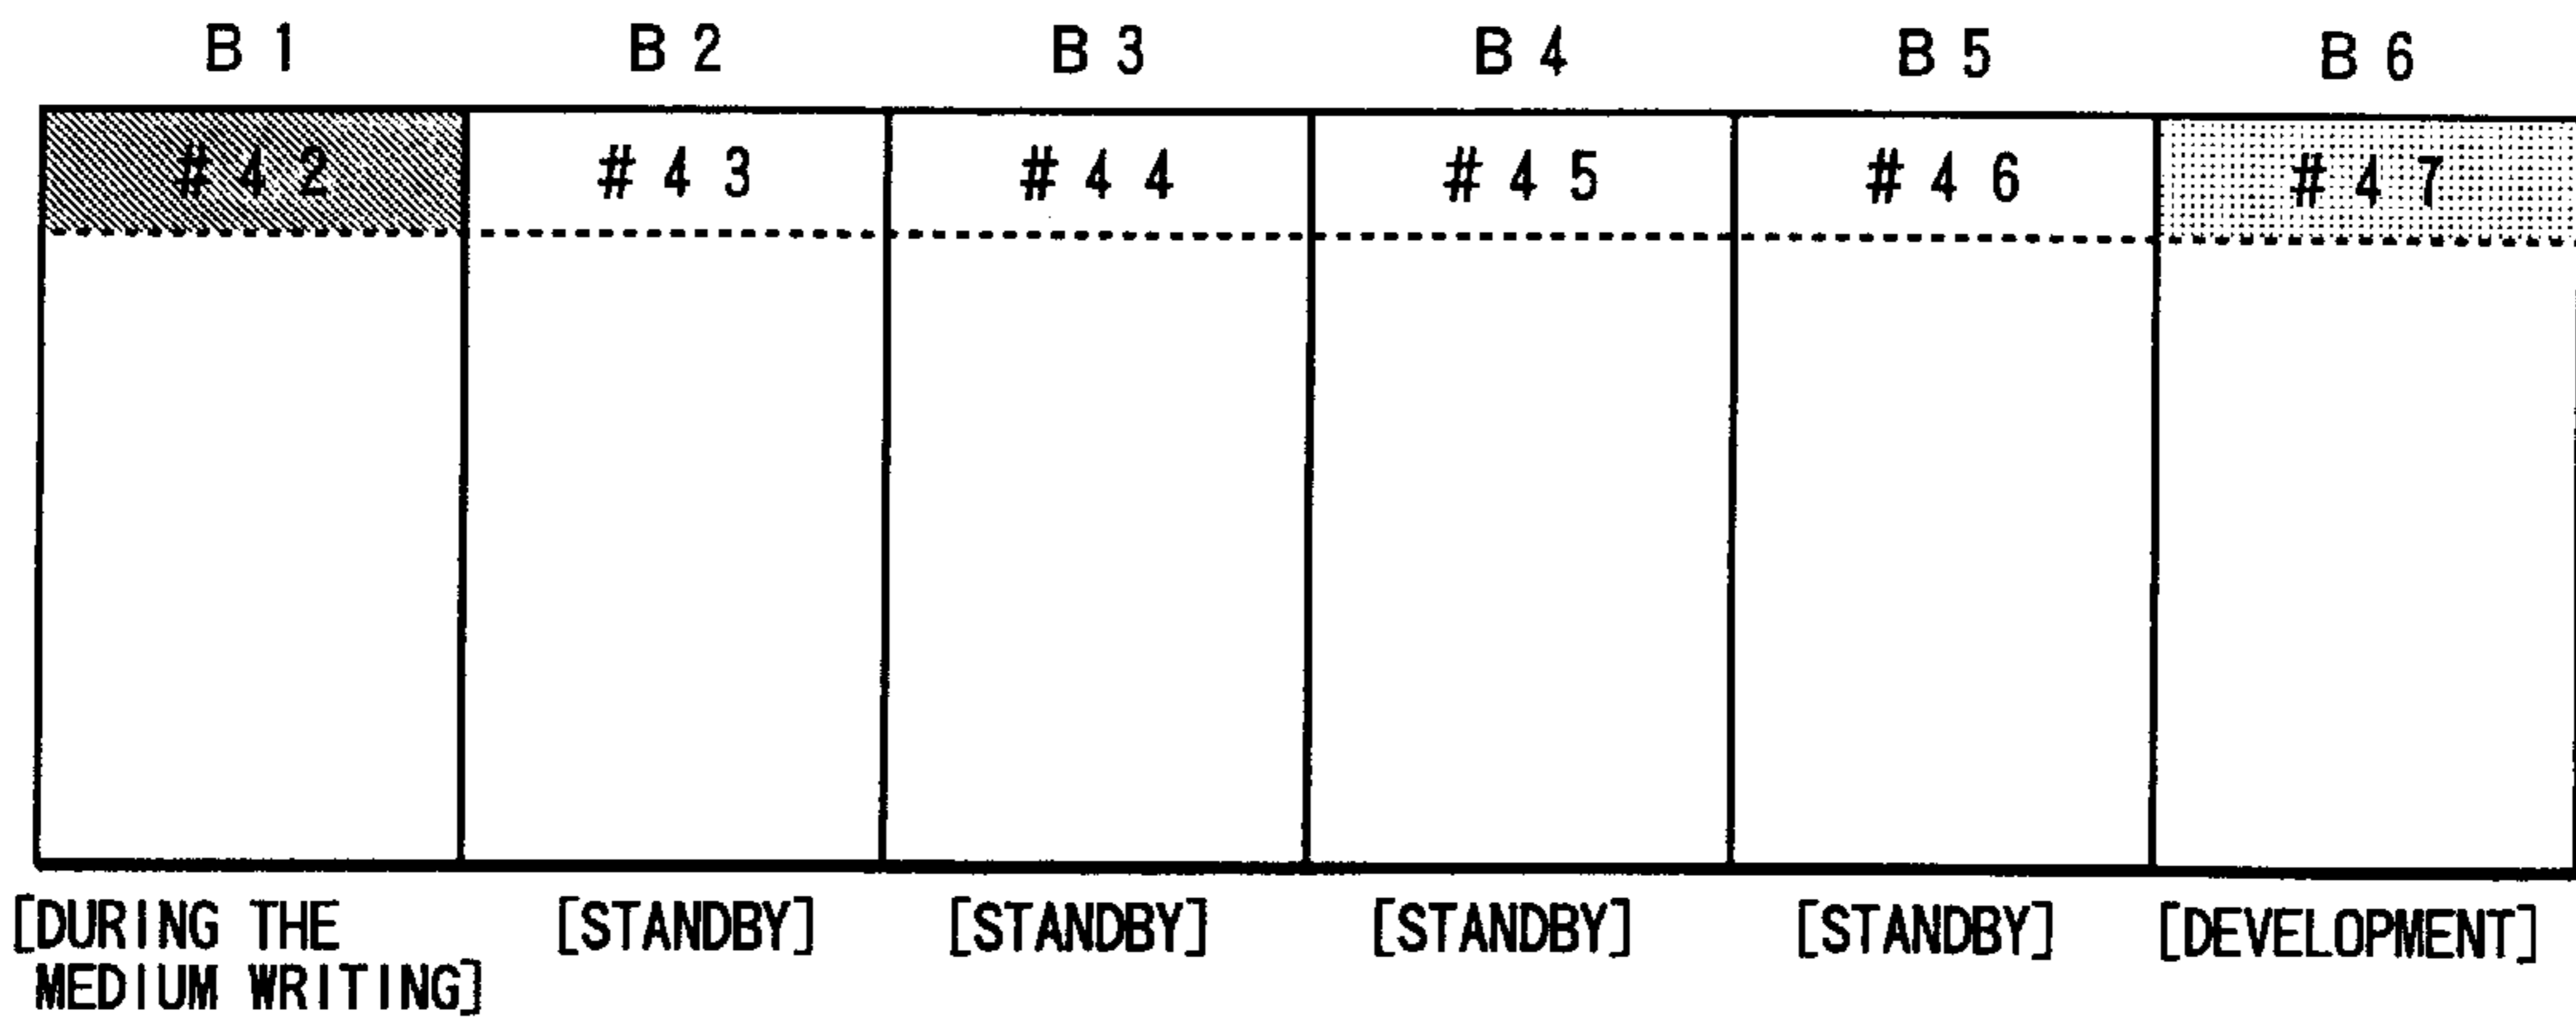 B1 B2 B3 B4 B5 B6
#42 #43 #44 #45 #46 #47
[DURING THE [STANDBY] [STANDBY] [STANDBY] [STANDBY] [DEVELOPMENT]
MEDIUM WRITING]